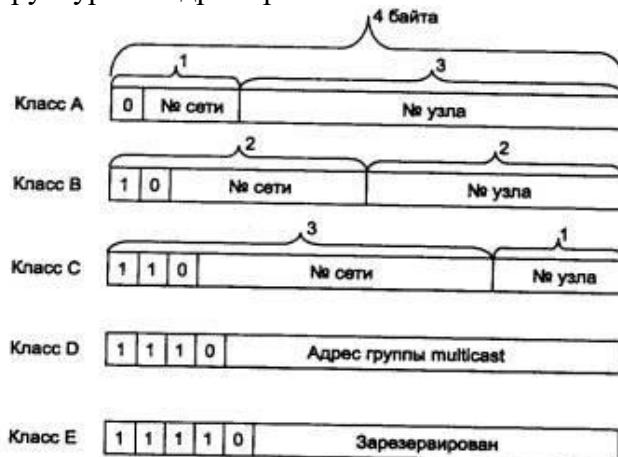 4 байта
1 3
Класс A 0 № сети № узла
2 2
Класс B 1 0 № сети № узла
3 1
Класс C 1 1 0 № сети № узла
Класс D 1 1 1 0 Адрес группы multicast
Класс E 1 1 1 1 0 Зарезервирован